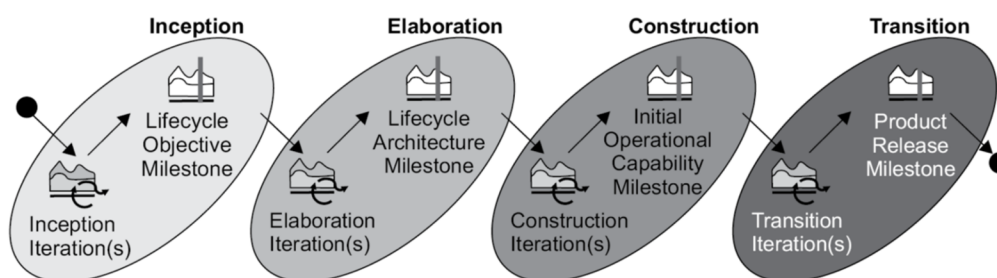 Inception
Elaboration
Construction
Transition
Lifecycle
Objective
Milestone
Inception
Iteration(s)
Lifecycle
Architecture
Milestone
Elaboration
Iteration(s)
Initial
Operational
Capability
Milestone
Construction
Iteration(s)
Product
Release
Milestone
Transition
Iteration(s)